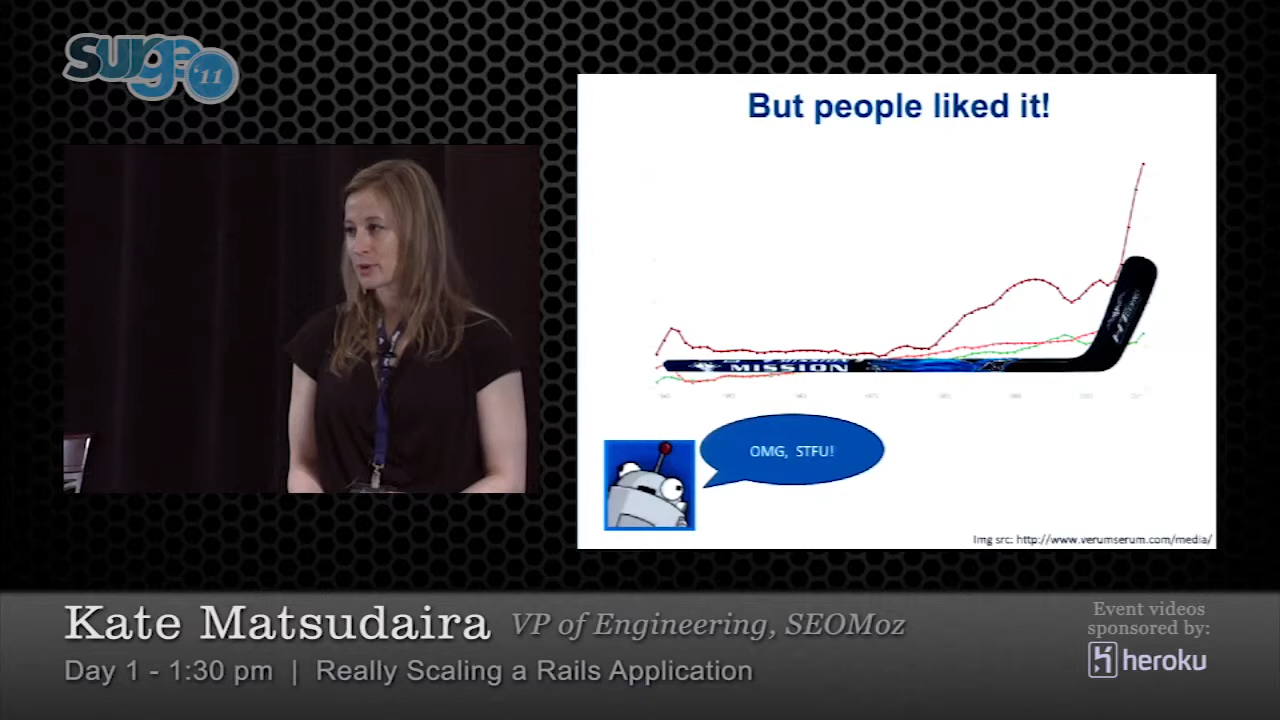 surge '11
But people liked it!
MISSION
OMG, STFU!
Img src: http://www.verumserum.com/media/
Kate Matsudaira VP of Engineering, SEOMoz
Day 1 - 1:30 pm | Really Scaling a Rails Application
Event videos
sponsored by:
heroku